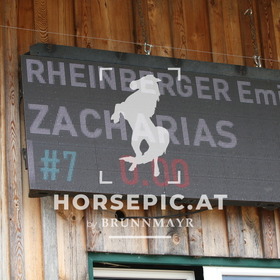 RHEINBERGER Emi
ZACHARIAS
#7 0.00
HORSEPIC.AT
by BRUNNMAYR